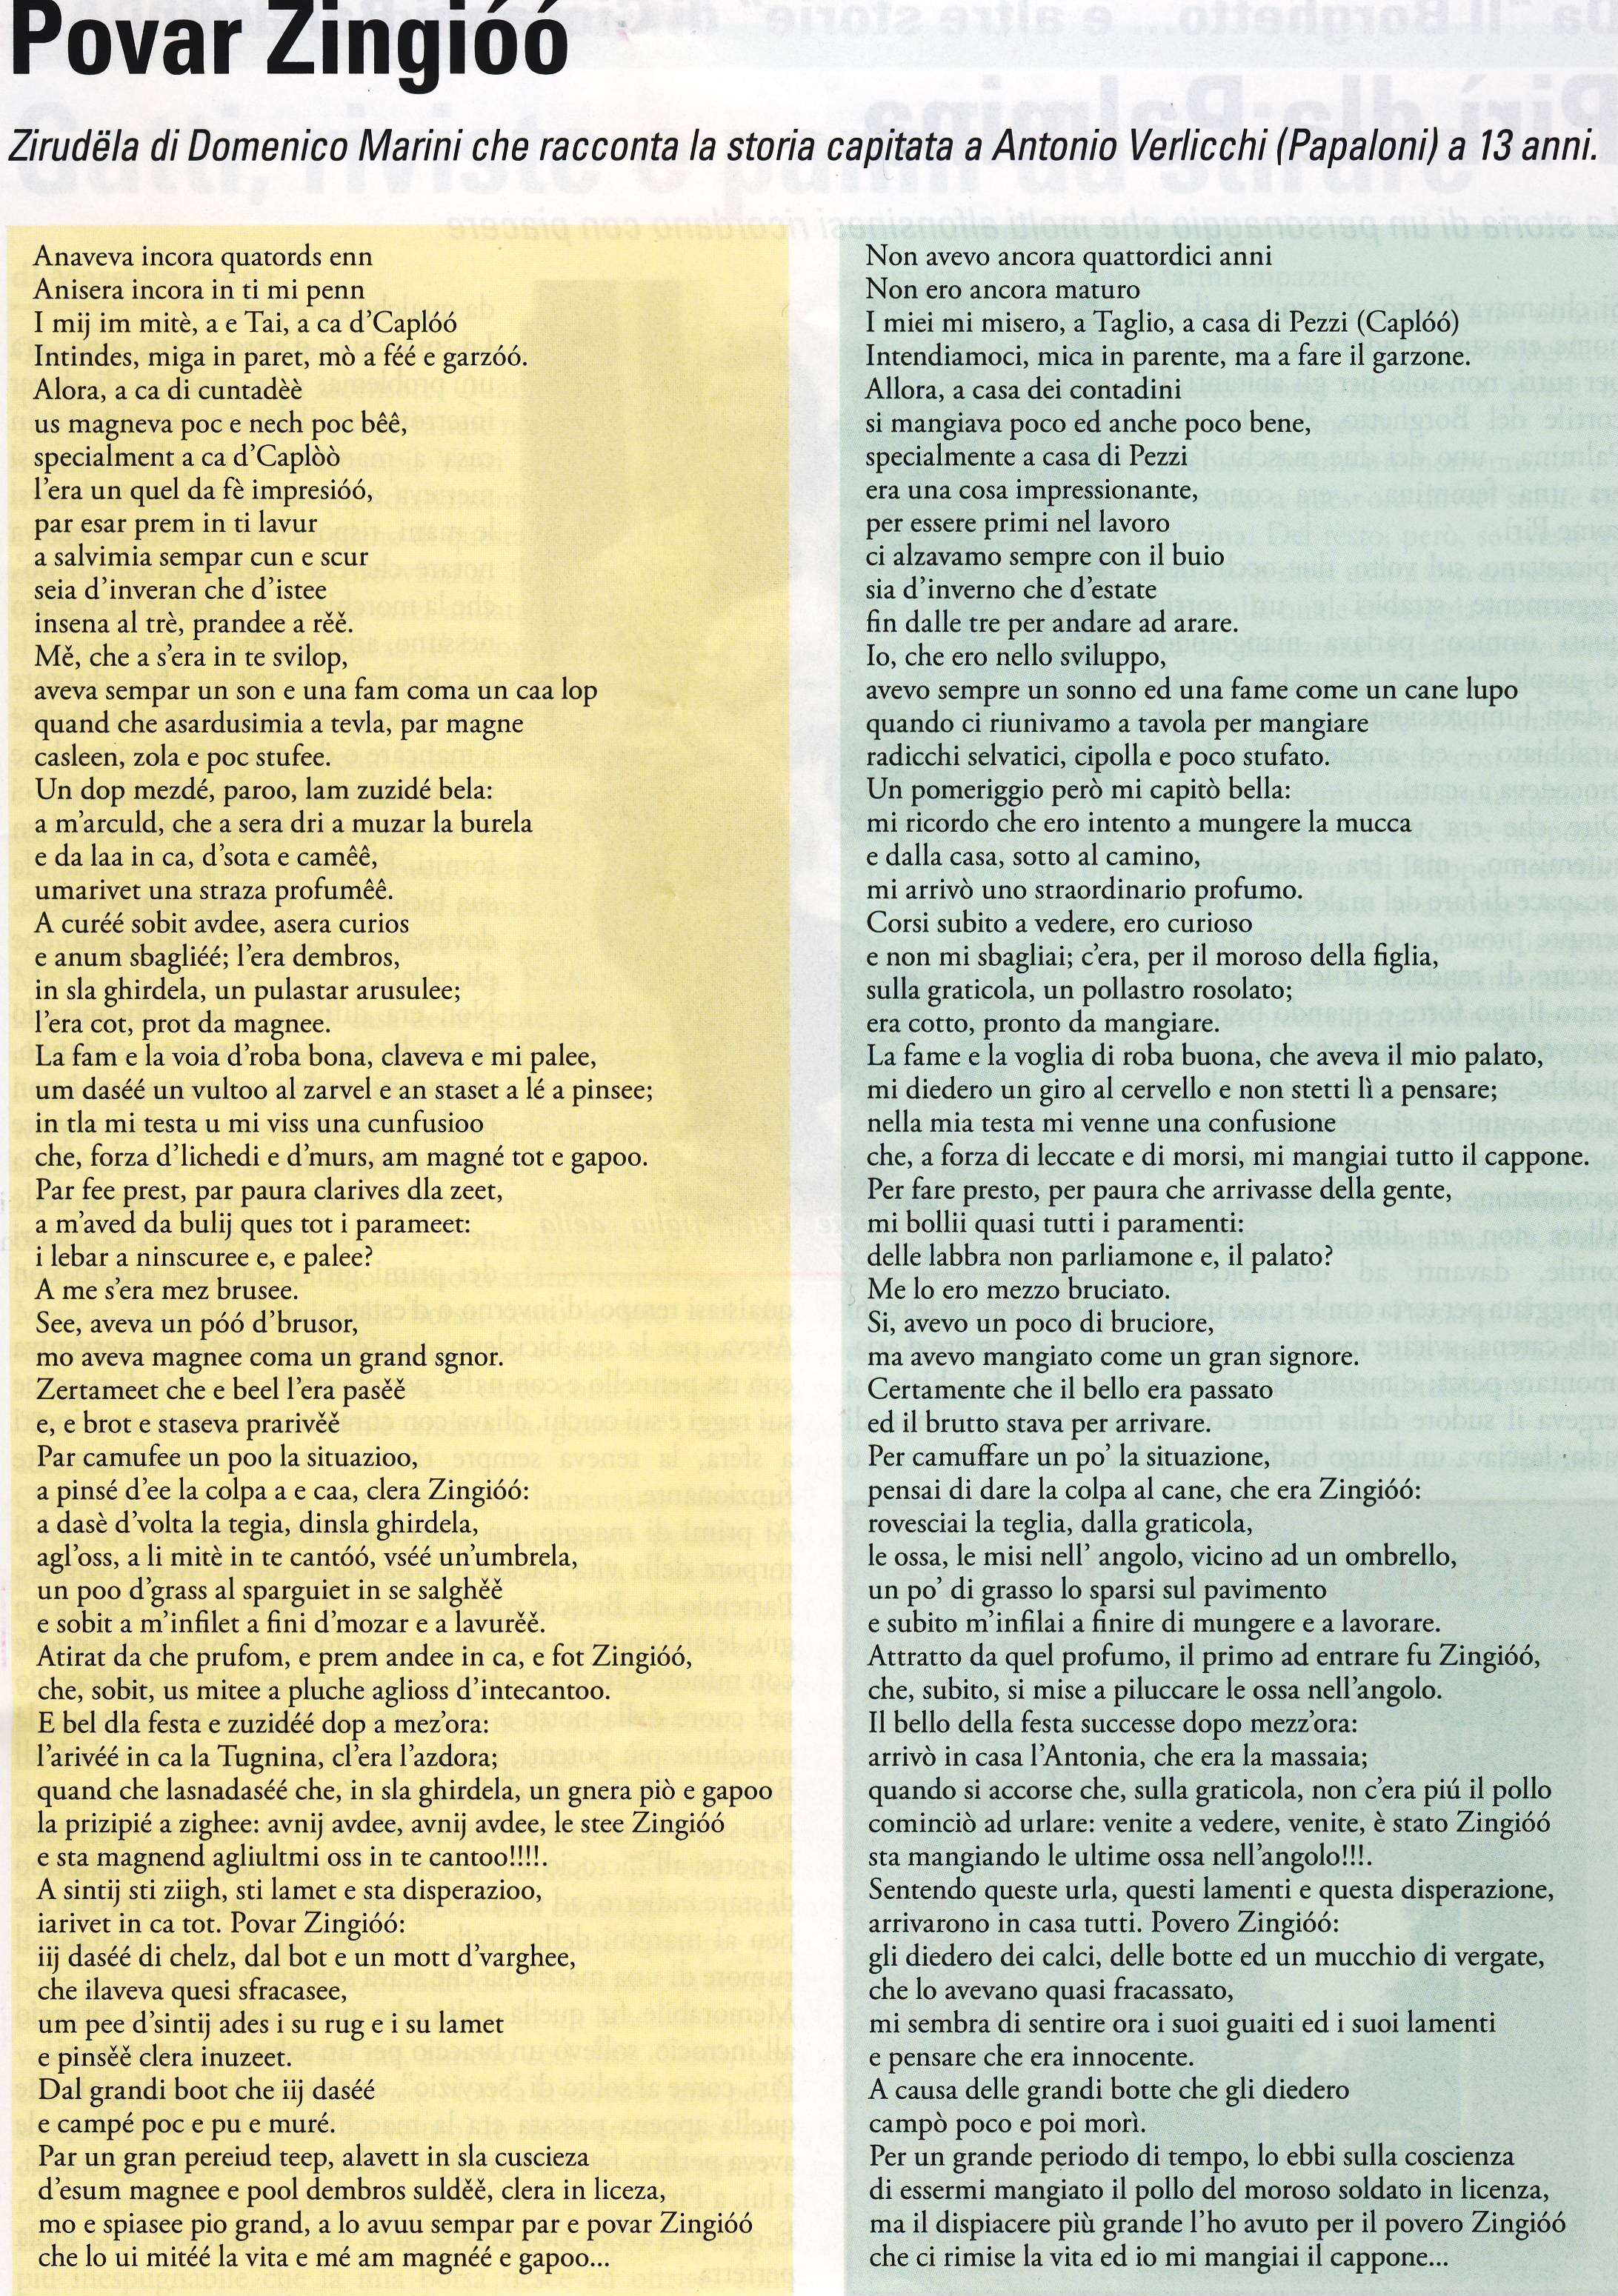 Povar Zingióó
Zirudëla di Domenico Marini che racconta la storia capitata a Antonio Verlicchi (Papaloni) a 13 anni.
Anaveva incora quatords enn
Anisera incora in ti mi penn
I mij im mitè, a e Tai, a ca d'Caplóó
Intindes, miga in paret, mò a féé e garzóó.
Alora, a ca di cuntadèè
us magneva poc e nech poc bêê,
specialment a ca d'Caplòò
l'era un quel da fè impresióó,
par esar prem in ti lavur
a salvimia sempar cun e scur
seia d'inveran che d'istee
insena al trè, prandee a rěě.
Mě, che a s'era in te svilop,
aveva sempar un son e una fam coma un caa lop
quand che asardusimia a tevla, par magne
casleen, zola e poc stufee.
Un dop mezdé, paroo, lam zuzidé bela:
a m'arculd, che a sera dri a muzar la burela
e da laa in ca, d'sota e camêê,
umarivet una straza profumêê.
A curéé sobit avdee, asera curios
e anum sbagliéé; l'era dembros,
in sla ghirdela, un pulastar arusulee;
l'era cot, prot da magnee.
La fam e la voia d'roba bona, claveva e mi palee,
um daséé un vultoo al zarvel e an staset a lé a pinsee;
in tla mi testa u mi viss una cunfusioo
che, forza d'lichedi e d'murs, am magné tot e gapoo.
Par fee prest, par paura clarives dla zeet,
a m'aved da bulij ques tot i parameet:
i lebar a ninscuree e, e palee?
A me s'era mez brusee.
See, aveva un póó d'brusor,
mo aveva magnee coma un grand sgnor.
Zertameet che e beel l'era pasěě
e, e brot e staseva prarivěě
Par camufee un poo la situazioo,
a pinsé d'ee la colpa a e caa, clera Zingióó:
a dasè d'volta la tegia, dinsla ghirdela,
agl'oss, a li mitè in te cantóó, vséé un'umbrela,
un poo d'grass al sparguiet in se salghěě
e sobit a m'infilet a fini d'mozar e a lavurěě.
Atirat da che prufom, e prem andee in ca, e fot Zingióó,
che, sobit, us mitee a pluche aglioss d'intecantoo.
E bel dla festa e zuzidéé dop a mez'ora:
l'arivéé in ca la Tugnina, cl'era l'azdora;
quand che lasnadaséé che, in sla ghirdela, un gnera piò e gapoo
la prizipié a zighee: avnij avdee, avnij avdee, le stee Zingióó
e sta magnend agliultmi oss in te cantoo!!!!.
A sintij sti ziigh, sti lamet e sta disperazioo,
iarivet in ca tot. Povar Zingióó:
iij daséé di chelz, dal bot e un mott d'varghee,
che ilaveva quesi sfracasee,
um pee d'sintij ades i su rug e i su lamet
e pinsěě clera inuzeet.
Dal grandi boot che iij daséé
e campé poc e pu e muré.
Par un gran pereiud teep, alavett in sla cuscieza
d'esum magnee e pool dembros sulděě, clera in liceza,
mo e spiasee pio grand, a lo avuu sempar par e povar Zingióó
che lo ui mitéé la vita e mé am magnéé e gapoo...
Non avevo ancora quattordici anni
Non ero ancora maturo
I miei mi misero, a Taglio, a casa di Pezzi (Caplóó)
Intendiamoci, mica in parente, ma a fare il garzone.
Allora, a casa dei contadini
si mangiava poco ed anche poco bene,
specialmente a casa di Pezzi
era una cosa impressionante,
per essere primi nel lavoro
ci alzavamo sempre con il buio
sia d'inverno che d'estate
fin dalle tre per andare ad arare.
Io, che ero nello sviluppo,
avevo sempre un sonno ed una fame come un cane lupo
quando ci riunivamo a tavola per mangiare
radicchi selvatici, cipolla e poco stufato.
Un pomeriggio però mi capitò bella:
mi ricordo che ero intento a mungere la mucca
e dalla casa, sotto al camino,
mi arrivò uno straordinario profumo.
Corsi subito a vedere, ero curioso
e non mi sbagliai; c'era, per il moroso della figlia,
sulla graticola, un pollastro rosolato;
era cotto, pronto da mangiare.
La fame e la voglia di roba buona, che aveva il mio palato,
mi diedero un giro al cervello e non stetti lì a pensare;
nella mia testa mi venne una confusione
che, a forza di leccate e di morsi, mi mangiai tutto il cappone.
Per fare presto, per paura che arrivasse della gente,
mi bollii quasi tutti i paramenti:
delle labbra non parliamone e, il palato?
Me lo ero mezzo bruciato.
Si, avevo un poco di bruciore,
ma avevo mangiato come un gran signore.
Certamente che il bello era passato
ed il brutto stava per arrivare.
Per camuffare un po' la situazione,
pensai di dare la colpa al cane, che era Zingióó:
rovesciai la teglia, dalla graticola,
le ossa, le misi nell' angolo, vicino ad un ombrello,
un po' di grasso lo sparsi sul pavimento
e subito m'infilai a finire di mungere e a lavorare.
Attratto da quel profumo, il primo ad entrare fu Zingióó,
che, subito, si mise a piluccare le ossa nell'angolo.
Il bello della festa successe dopo mezz'ora:
arrivò in casa l'Antonia, che era la massaia;
quando si accorse che, sulla graticola, non c'era piú il pollo
cominciò ad urlare: venite a vedere, venite, è stato Zingióó
sta mangiando le ultime ossa nell'angolo!!!.
Sentendo queste urla, questi lamenti e questa disperazione,
arrivarono in casa tutti. Povero Zingióó:
gli diedero dei calci, delle botte ed un mucchio di vergate,
che lo avevano quasi fracassato,
mi sembra di sentire ora i suoi guaiti ed i suoi lamenti
e pensare che era innocente.
A causa delle grandi botte che gli diedero
campò poco e poi morì.
Per un grande periodo di tempo, lo ebbi sulla coscienza
di essermi mangiato il pollo del moroso soldato in licenza,
ma il dispiacere più grande l'ho avuto per il povero Zingióó
che ci rimise la vita ed io mi mangiai il cappone...